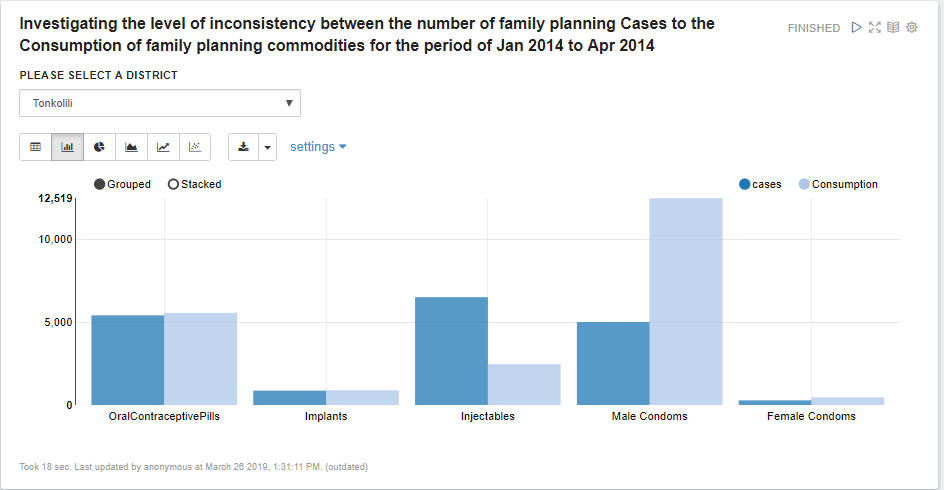 Investigating the level of inconsistency between the number of family planning Cases to the
Consumption of family planning commodities for the period of Jan 2014 to Apr 2014
FINISHED
PLEASE SELECT A DISTRICT
Tonkolili
settings
Grouped Stacked
cases Consumption
12,519
10,000
5,000
0
OralContraceptivePills Implants Injectables Male Condoms Female Condoms
Took 18 sec. Last updated by anonymous at March 26 2019, 1:31:11 PM. (outdated)